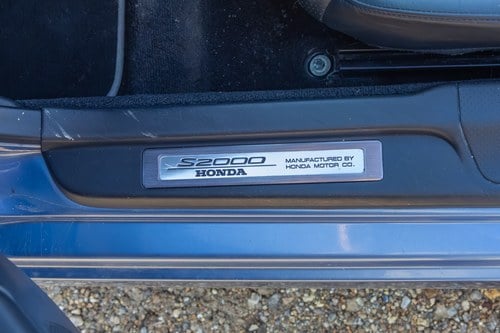 S2000
HONDA
MANUFACTURED BY
HONDA MOTOR CO.